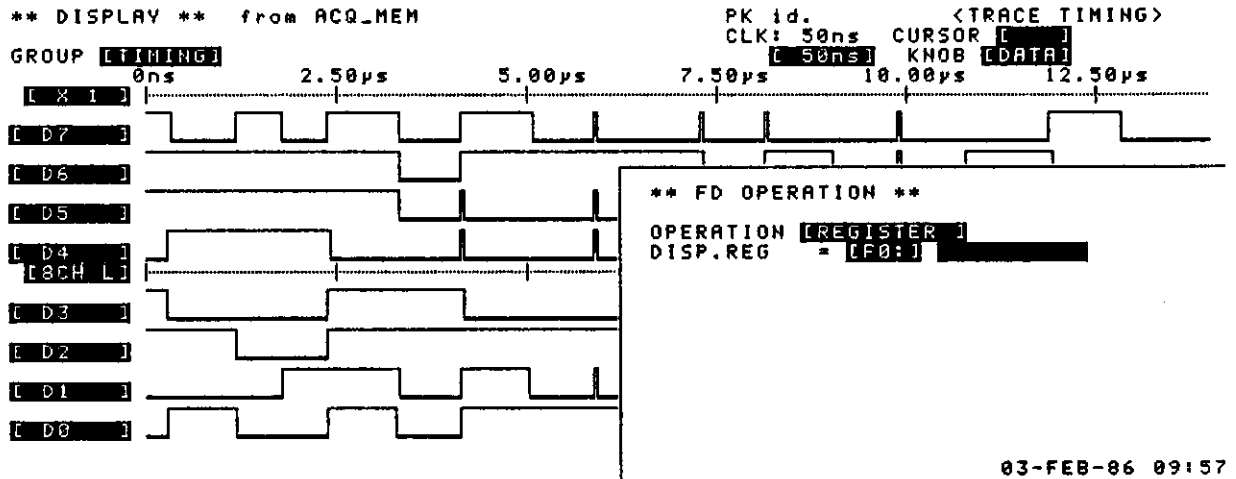 ** DISPLAY ** from ACQ_MEM PK id. <TRACE TIMING>
CLK: 50ns CURSOR [ ]
GROUP [TIMING] [ 50ns] KNOB [DATA]
0ns 2.50µs 5.00µs 7.50µs 10.00µs 12.50µs
[ X 1 ]
[ D7 ]
[ D6 ]
** FD OPERATION **
[ D5 ]
OPERATION [REGISTER ]
[ D4 ] DISP.REG = [F0:]
[8CH L]
[ D3 ]
[ D2 ]
[ D1 ]
[ D0 ]
03-FEB-86 09:57